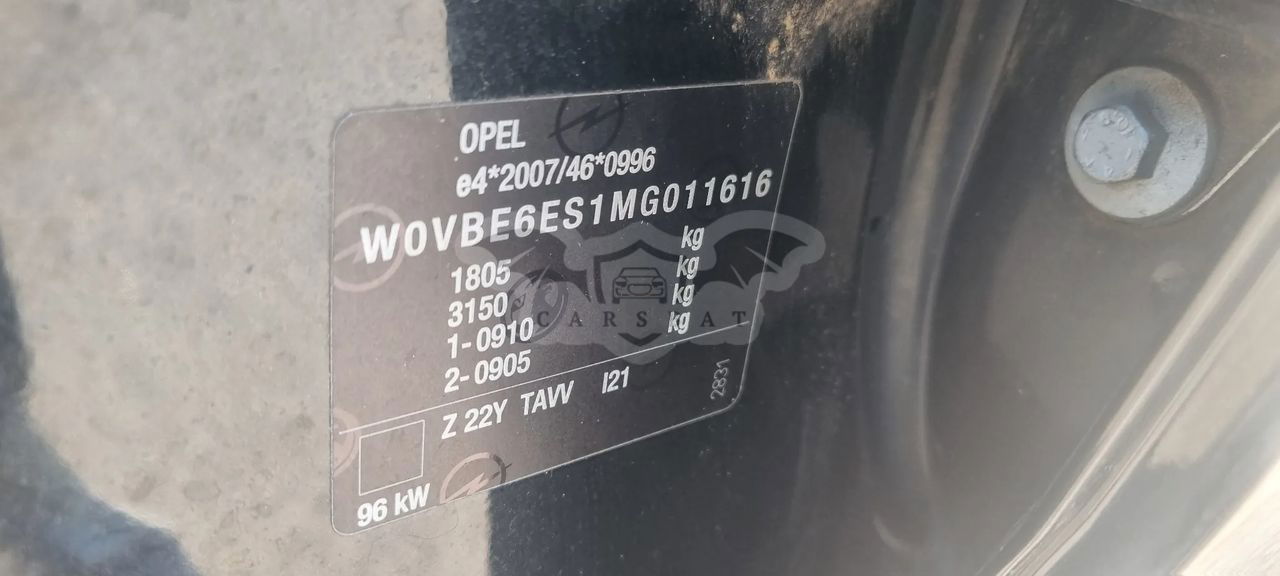 OPEL
e4*2007/46*0996
W0VBE6ES1MG011616
1805 kg
3150 kg
1-0910 kg
2-0905 kg
Z 22Y TAVV I21
2831
96 kW
CARS AT